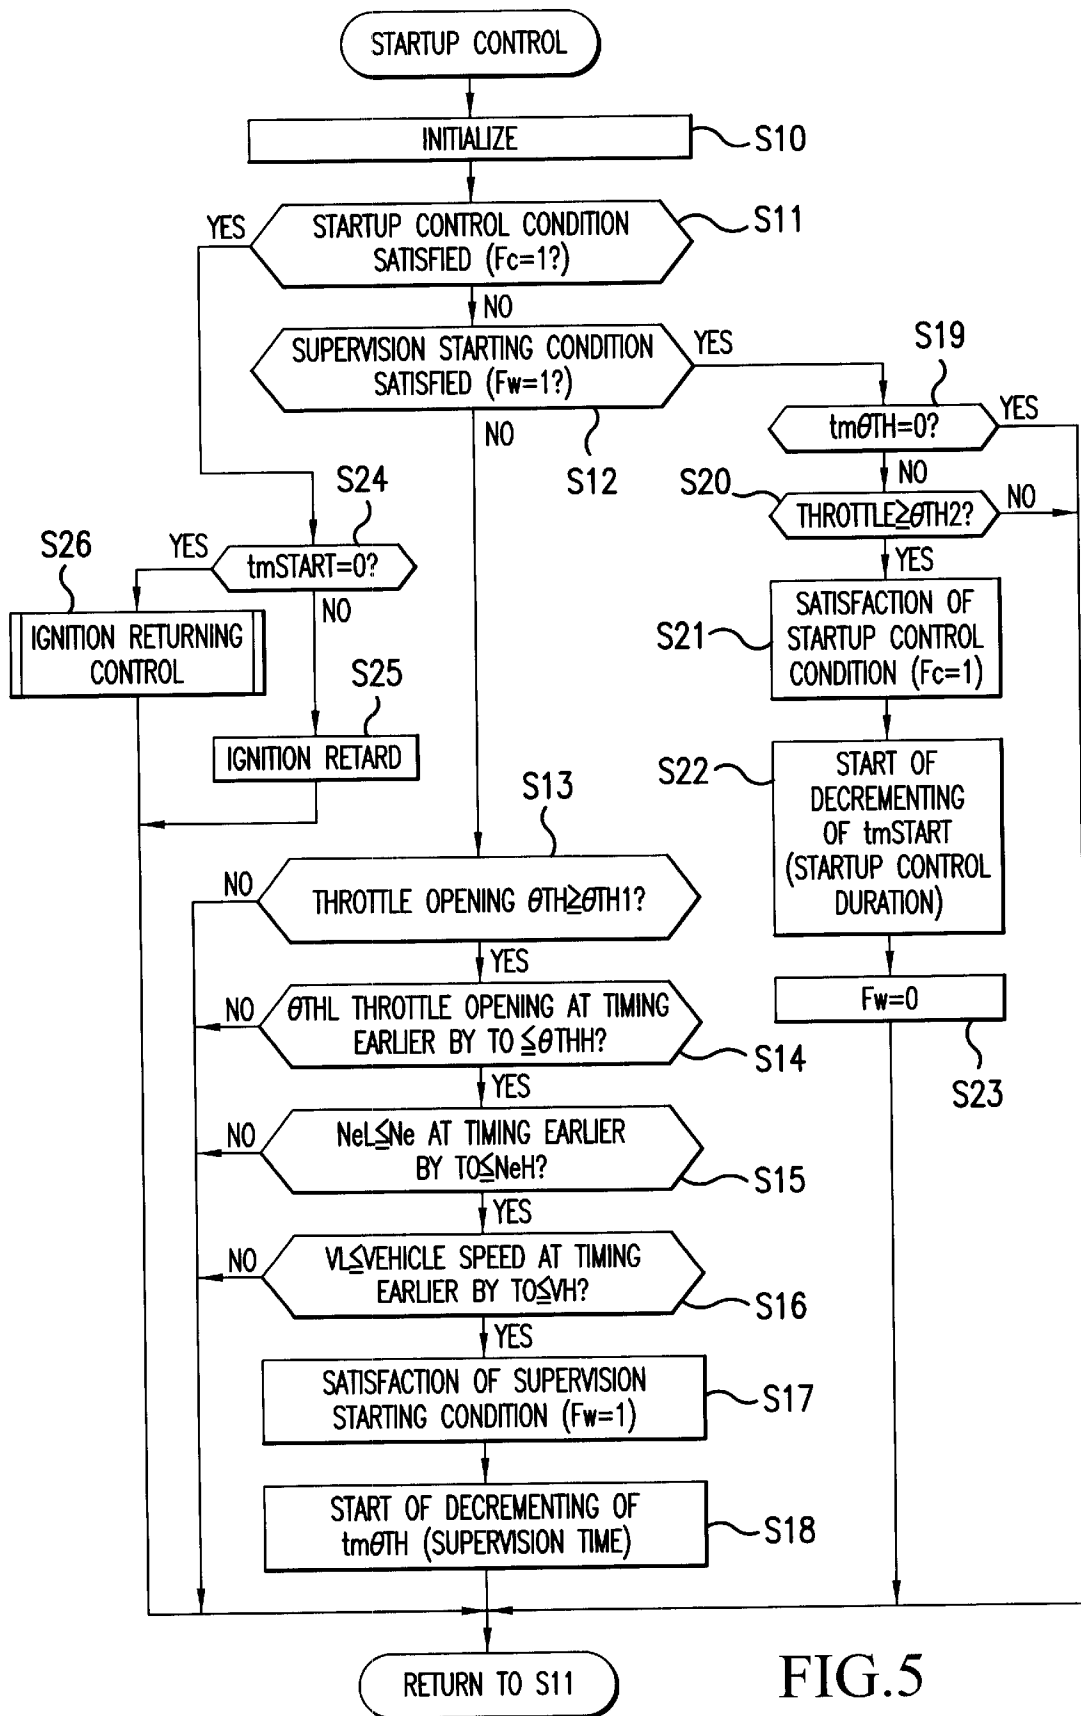 STARTUP CONTROL
INITIALIZE
S10
STARTUP CONTROL CONDITION
SATISFIED (Fc=1?)
S11
YES
NO
SUPERVISION STARTING CONDITION
SATISFIED (Fw=1?)
S12
YES
NO
S19
tmθTH=0?
YES
NO
S20
THROTTLE≧θTH2?
NO
YES
S21
SATISFACTION OF
STARTUP CONTROL
CONDITION (Fc=1)
S22
START OF
DECREMENTING
OF tmSTART
(STARTUP CONTROL
DURATION)
Fw=0
S23
S24
tmSTART=0?
YES
NO
S26
IGNITION RETURNING
CONTROL
S25
IGNITION RETARD
S13
THROTTLE OPENING θTH≧θTH1?
NO
YES
θTHL THROTTLE OPENING AT TIMING
EARLIER BY TO ≦θTHH?
S14
NO
YES
NeL≦Ne AT TIMING EARLIER
BY TO≦NeH?
S15
NO
YES
VL≦VEHICLE SPEED AT TIMING
EARLIER BY TO≦VH?
S16
NO
YES
SATISFACTION OF SUPERVISION
STARTING CONDITION (Fw=1)
S17
START OF DECREMENTING OF
tmθTH (SUPERVISION TIME)
S18
RETURN TO S11
FIG.5